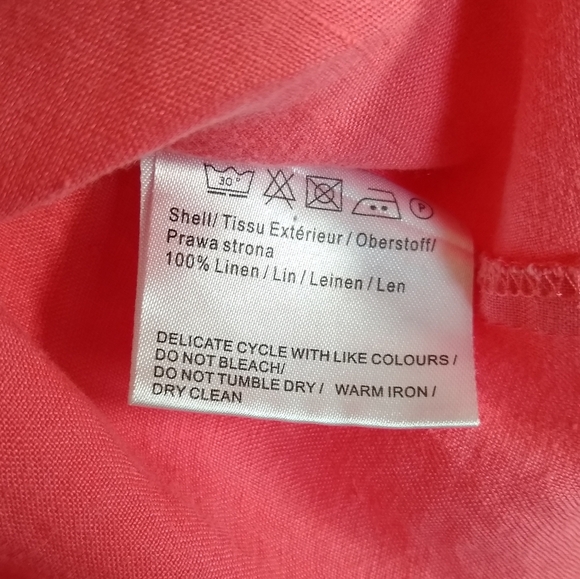 30°
P
Shell/ Tissu Extérieur / Oberstoff/
Prawa strona
100% Linen / Lin / Leinen / Len
DELICATE CYCLE WITH LIKE COLOURS /
DO NOT BLEACH/
DO NOT TUMBLE DRY / WARM IRON /
DRY CLEAN